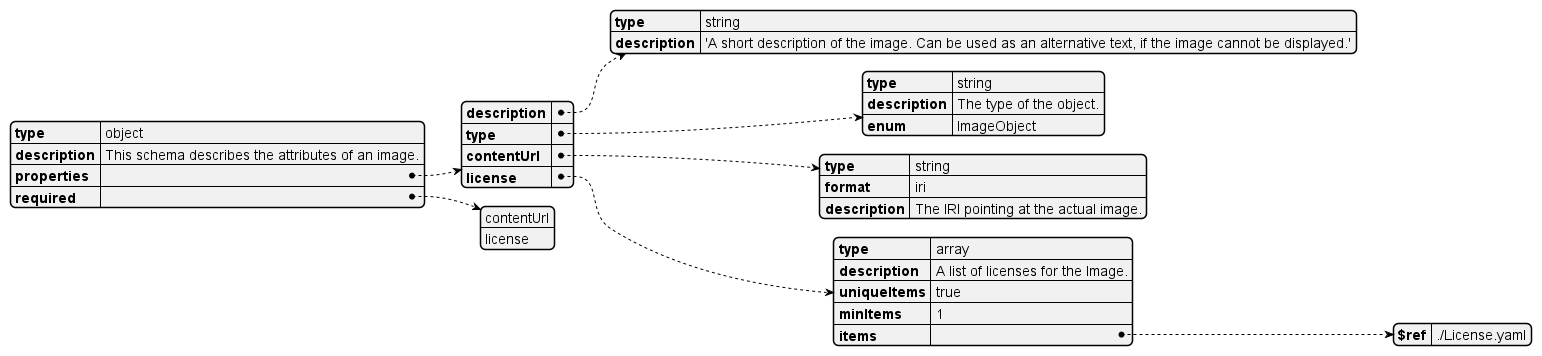 type object
description This schema describes the attributes of an image.
properties
required
description
type
contentUrl
license
contentUrl
license
type string
description 'A short description of the image. Can be used as an alternative text, if the image cannot be displayed.'
type string
description The type of the object.
enum ImageObject
type string
format iri
description The IRI pointing at the actual image.
type array
description A list of licenses for the Image.
uniqueItems true
minItems 1
items
$ref ./License.yaml